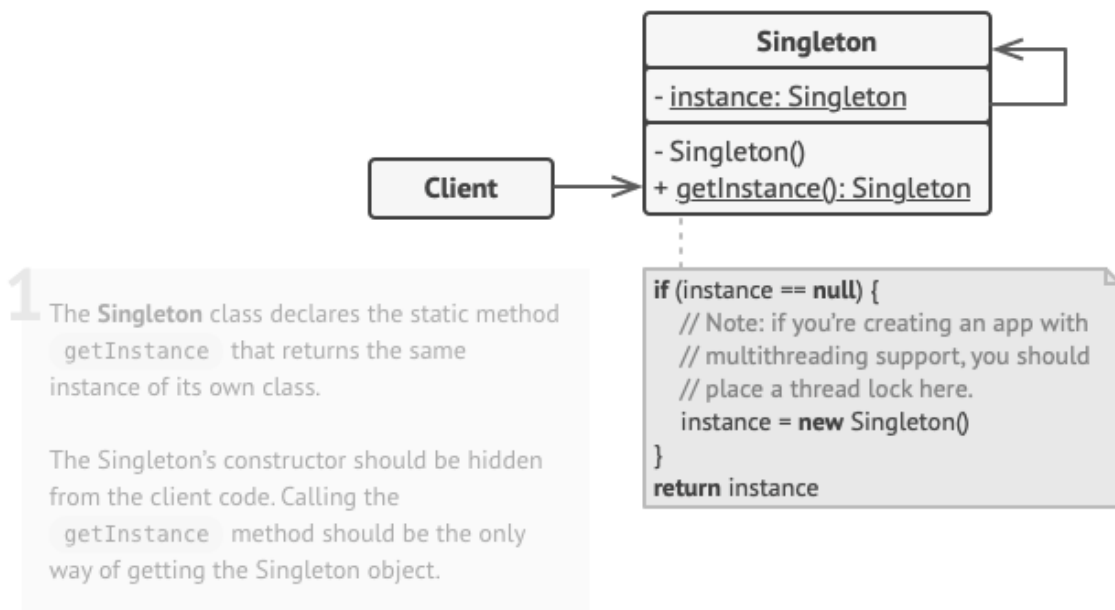 Singleton
- instance: Singleton
- Singleton()
+ getInstance(): Singleton
Client
1
The Singleton class declares the static method
getInstance that returns the same
instance of its own class.
The Singleton’s constructor should be hidden
from the client code. Calling the
getInstance method should be the only
way of getting the Singleton object.
if (instance == null) {
// Note: if you’re creating an app with
// multithreading support, you should
// place a thread lock here.
instance = new Singleton()
}
return instance